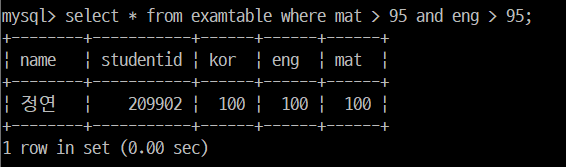 mysql> select * from examtable where mat > 95 and eng > 95;
+--------+-----------+------+------+------+
| name   | studentid | kor  | eng  | mat  |
+--------+-----------+------+------+------+
| 정연   |    209902 |  100 |  100 |  100 |
+--------+-----------+------+------+------+
1 row in set (0.00 sec)